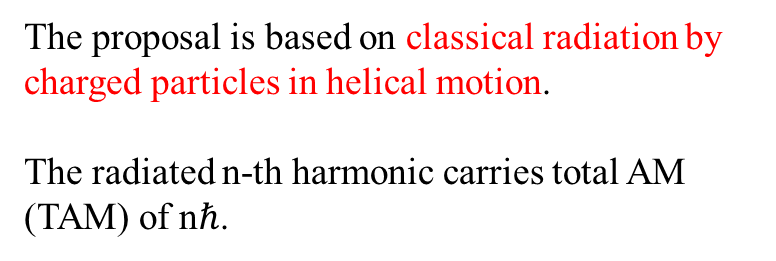 The proposal is based on classical radiation by
charged particles in helical motion.
The radiated n-th harmonic carries total AM
(TAM) of nℏ.